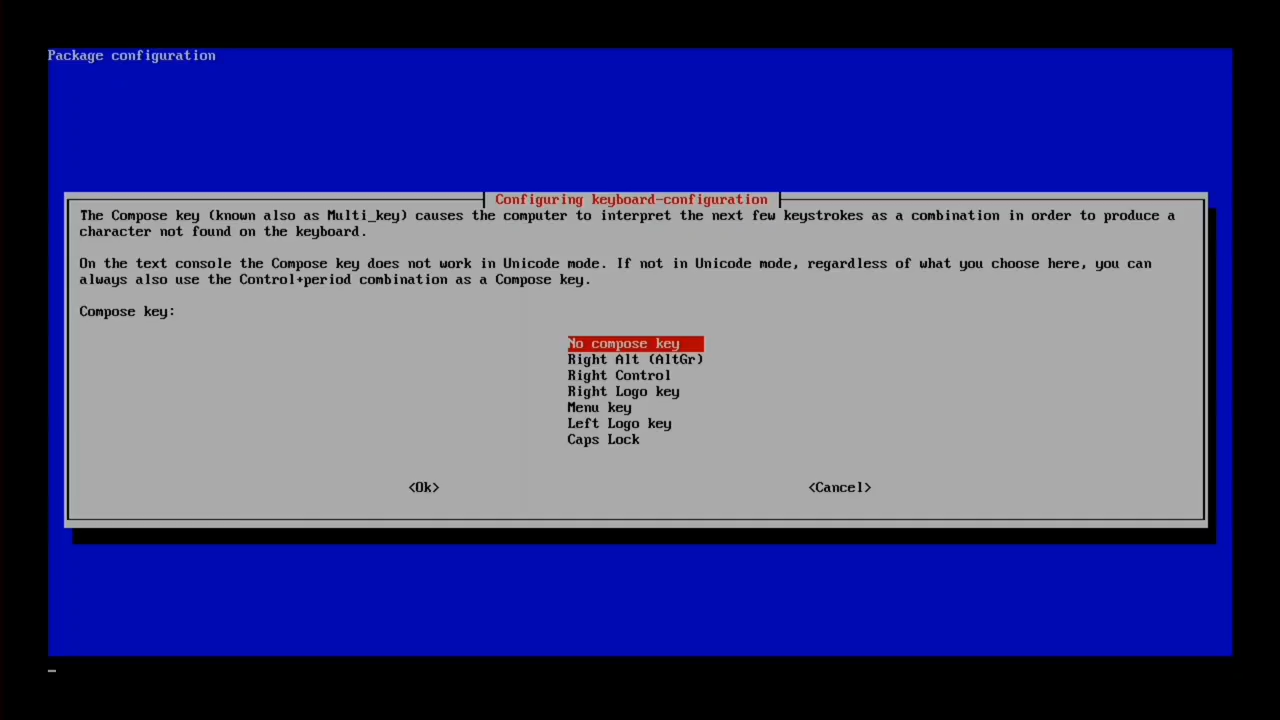 Package configuration
Configuring keyboard-configuration
The Compose key (known also as Multi_key) causes the computer to interpret the next few keystrokes as a combination in order to produce a
character not found on the keyboard.
On the text console the Compose key does not work in Unicode mode. If not in Unicode mode, regardless of what you choose here, you can
always also use the Control+period combination as a Compose key.
Compose key:
No compose key
Right Alt (AltGr)
Right Control
Right Logo key
Menu key
Left Logo key
Caps Lock
<Ok> <Cancel>